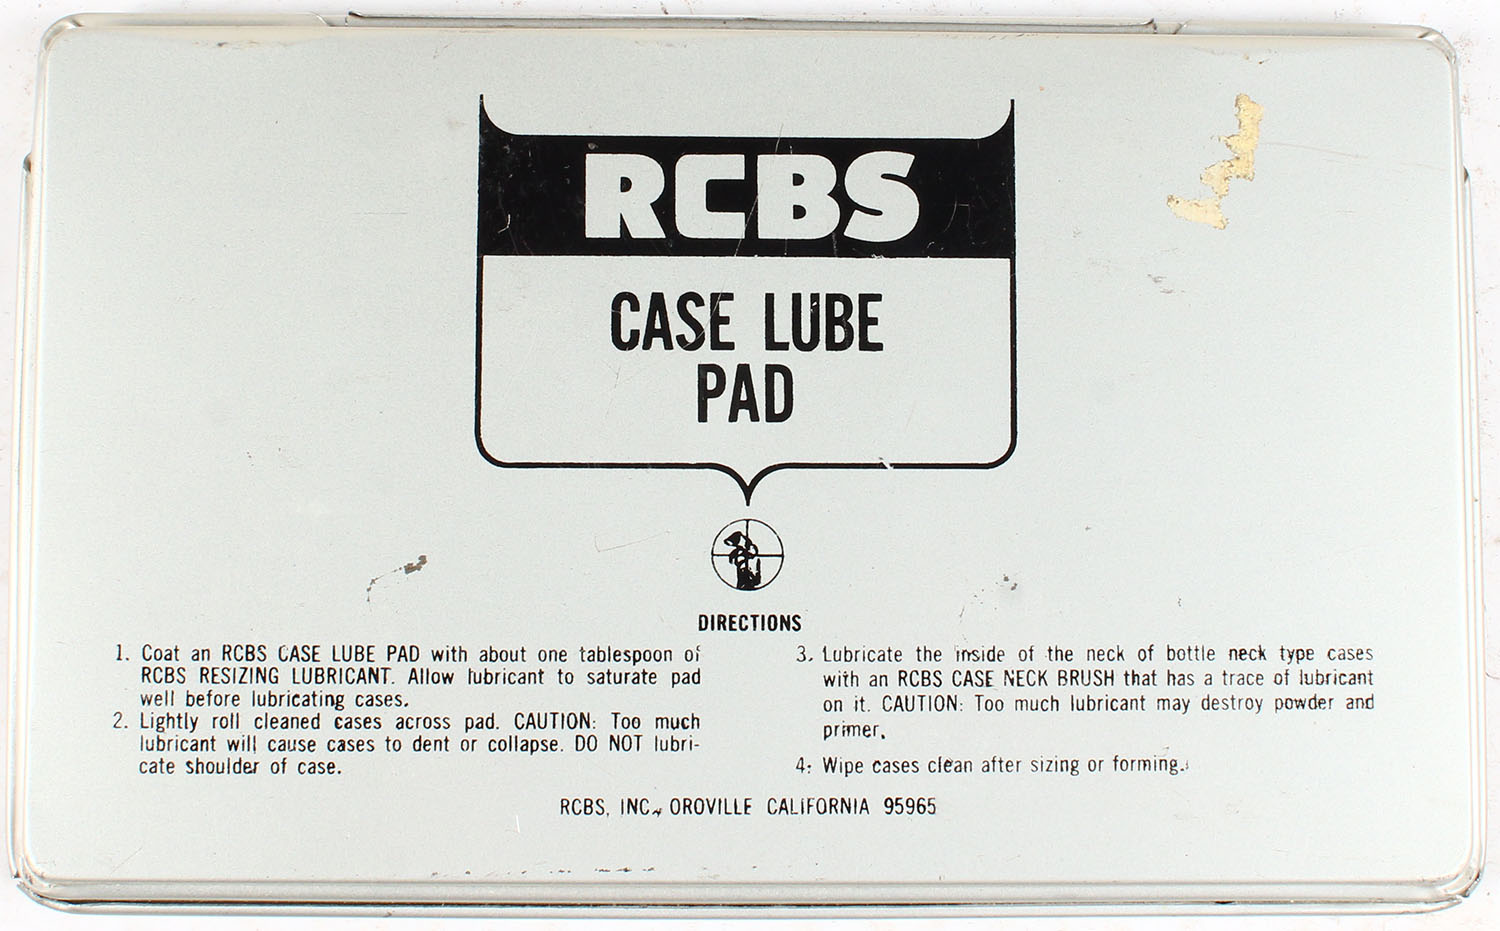 RCBS
CASE LUBE
PAD
DIRECTIONS
1. Coat an RCBS CASE LUBE PAD with about one tablespoon of
RCBS RESIZING LUBRICANT. Allow lubricant to saturate pad
well before lubricating cases.
2. Lightly roll cleaned cases across pad. CAUTION: Too much
lubricant will cause cases to dent or collapse. DO NOT lubri-
cate shoulder of case.
3. Lubricate the inside of the neck of bottle neck type cases
with an RCBS CASE NECK BRUSH that has a trace of lubricant
on it. CAUTION: Too much lubricant may destroy powder and
primer.
4. Wipe cases clean after sizing or forming.
RCBS, INC., OROVILLE CALIFORNIA 95965